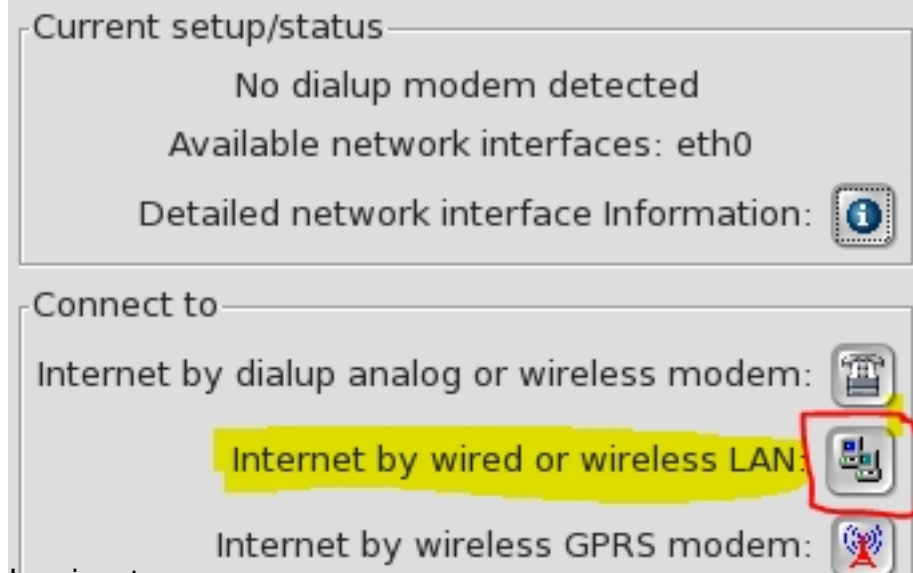 Current setup/status
No dialup modem detected
Available network interfaces: eth0
Detailed network interface Information:
Connect to
Internet by dialup analog or wireless modem:
Internet by wired or wireless LAN:
Internet by wireless GPRS modem: